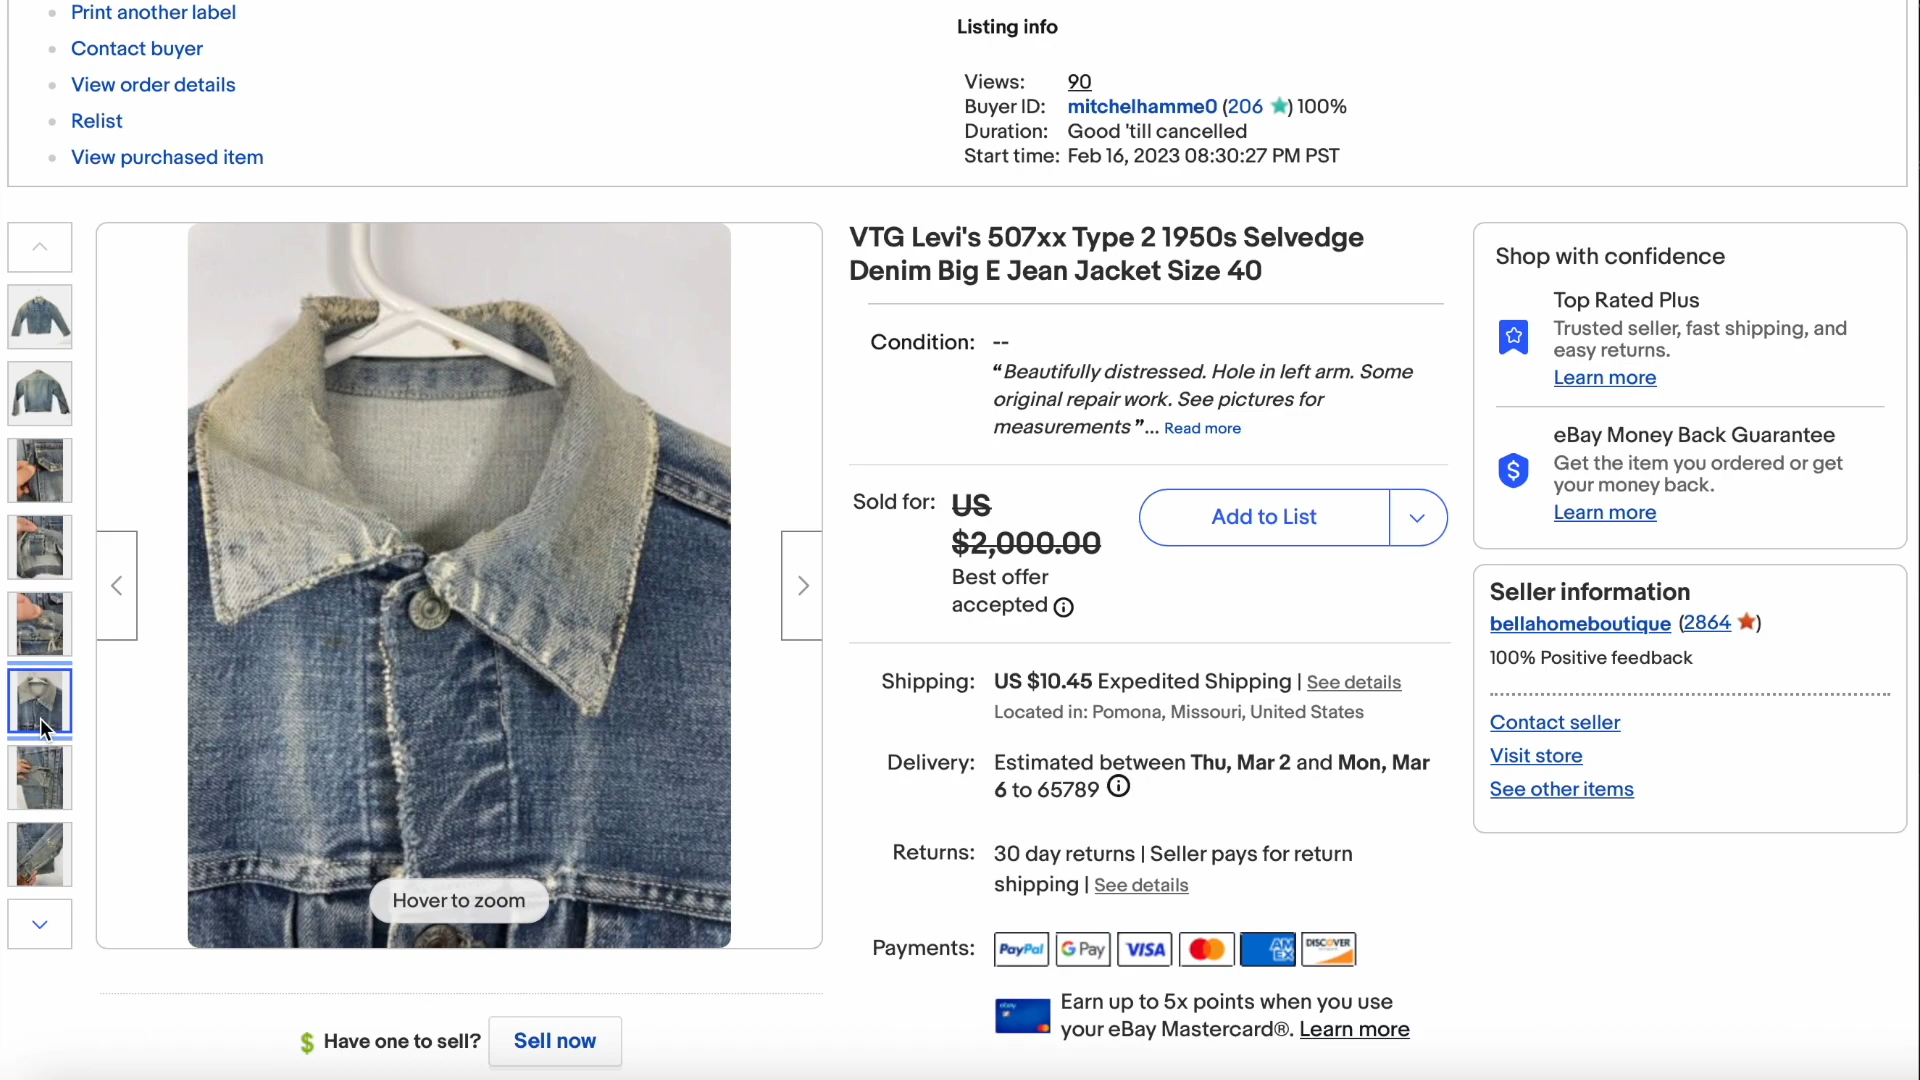 Print another label
Contact buyer
View order details
Relist
View purchased item
Listing info
Views: 90
Buyer ID: mitchelhamme0 (206 ) 100%
Duration: Good 'till cancelled
Start time: Feb 16, 2023 08:30:27 PM PST
Hover to zoom
$ Have one to sell? Sell now
VTG Levi's 507xx Type 2 1950s Selvedge
Denim Big E Jean Jacket Size 40
Condition: --
“Beautifully distressed. Hole in left arm. Some
original repair work. See pictures for
measurements”... Read more
Sold for: US
$2,000.00
Best offer
accepted
Add to List
Shipping: US $10.45 Expedited Shipping | See details
Located in: Pomona, Missouri, United States
Delivery: Estimated between Thu, Mar 2 and Mon, Mar
6 to 65789
Returns: 30 day returns | Seller pays for return
shipping | See details
Payments: PayPal G Pay VISA AMEX DISCOVER
ebay
Earn up to 5x points when you use
your eBay Mastercard®. Learn more
Shop with confidence
Top Rated Plus
Trusted seller, fast shipping, and
easy returns.
Learn more
eBay Money Back Guarantee
$
Get the item you ordered or get
your money back.
Learn more
Seller information
bellahomeboutique (2864 )
100% Positive feedback
Contact seller
Visit store
See other items